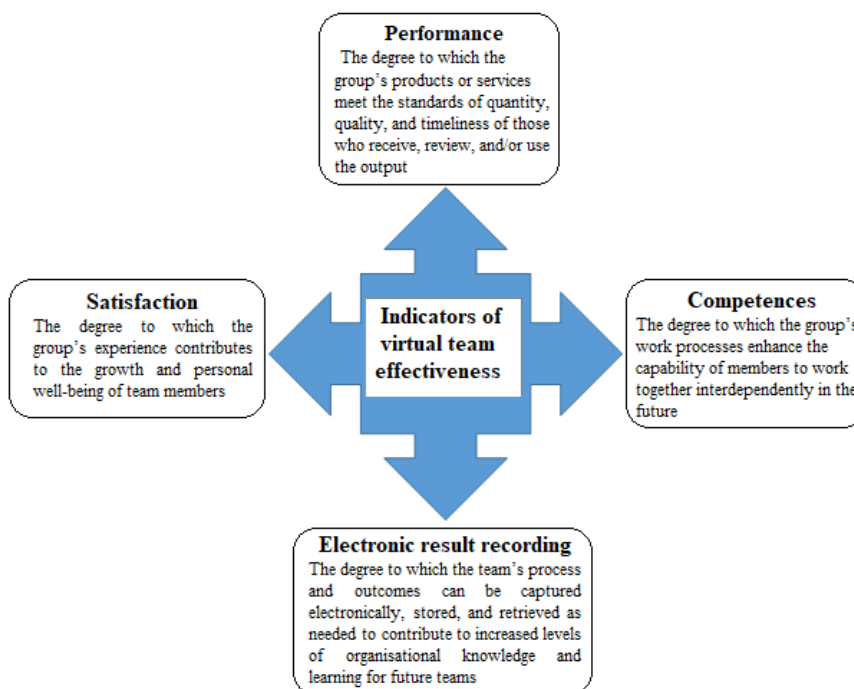 Performance
The degree to which the
group's products or services
meet the standards of quantity,
quality, and timeliness of those
who receive, review, and/or use
the output
Satisfaction
The degree to which the
group's experience contributes
to the growth and personal
well-being of team members
Indicators of
virtual team
effectiveness
Competences
The degree to which the group's
work processes enhance the
capability of members to work
together interdependently in the
future
Electronic result recording
The degree to which the team's process
and outcomes can be captured
electronically, stored, and retrieved as
needed to contribute to increased levels
of organisational knowledge and
learning for future teams